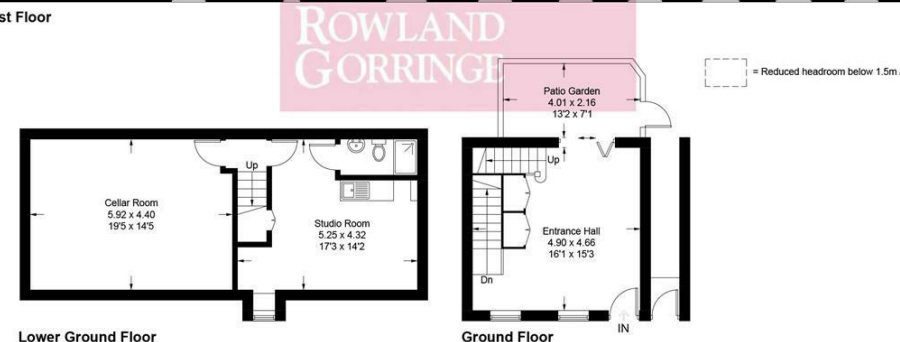 st Floor
ROWLAND
GORRINGE
= Reduced headroom below 1.5m
Patio Garden
4.01 x 2.16
13'2 x 7'1
Up
Up
Cellar Room
5.92 x 4.40
19'5 x 14'5
Studio Room
5.25 x 4.32
17'3 x 14'2
Entrance Hall
4.90 x 4.66
16'1 x 15'3
Dn
IN
Lower Ground Floor
Ground Floor